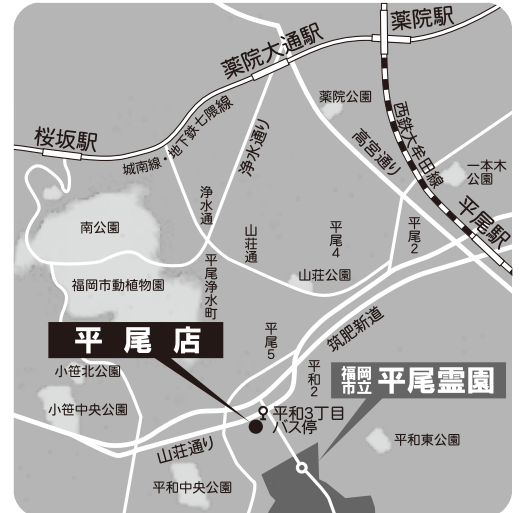 薬院駅
薬院大通駅
薬院公園
桜坂駅
城南線・地下鉄七隈線
浄水通り
高宮通り
西鉄大牟田線
一本木
公園
平尾駅
浄水通
南公園
山荘通
平尾4
平尾2
福岡市動植物園
平尾浄水町
山荘公園
筑肥新道
平尾店
平尾5
平和2
小笹北公園
福岡
市立
平尾霊園
小笹中央公園
平和3丁目
バス停
山荘通り
平和東公園
平和中央公園